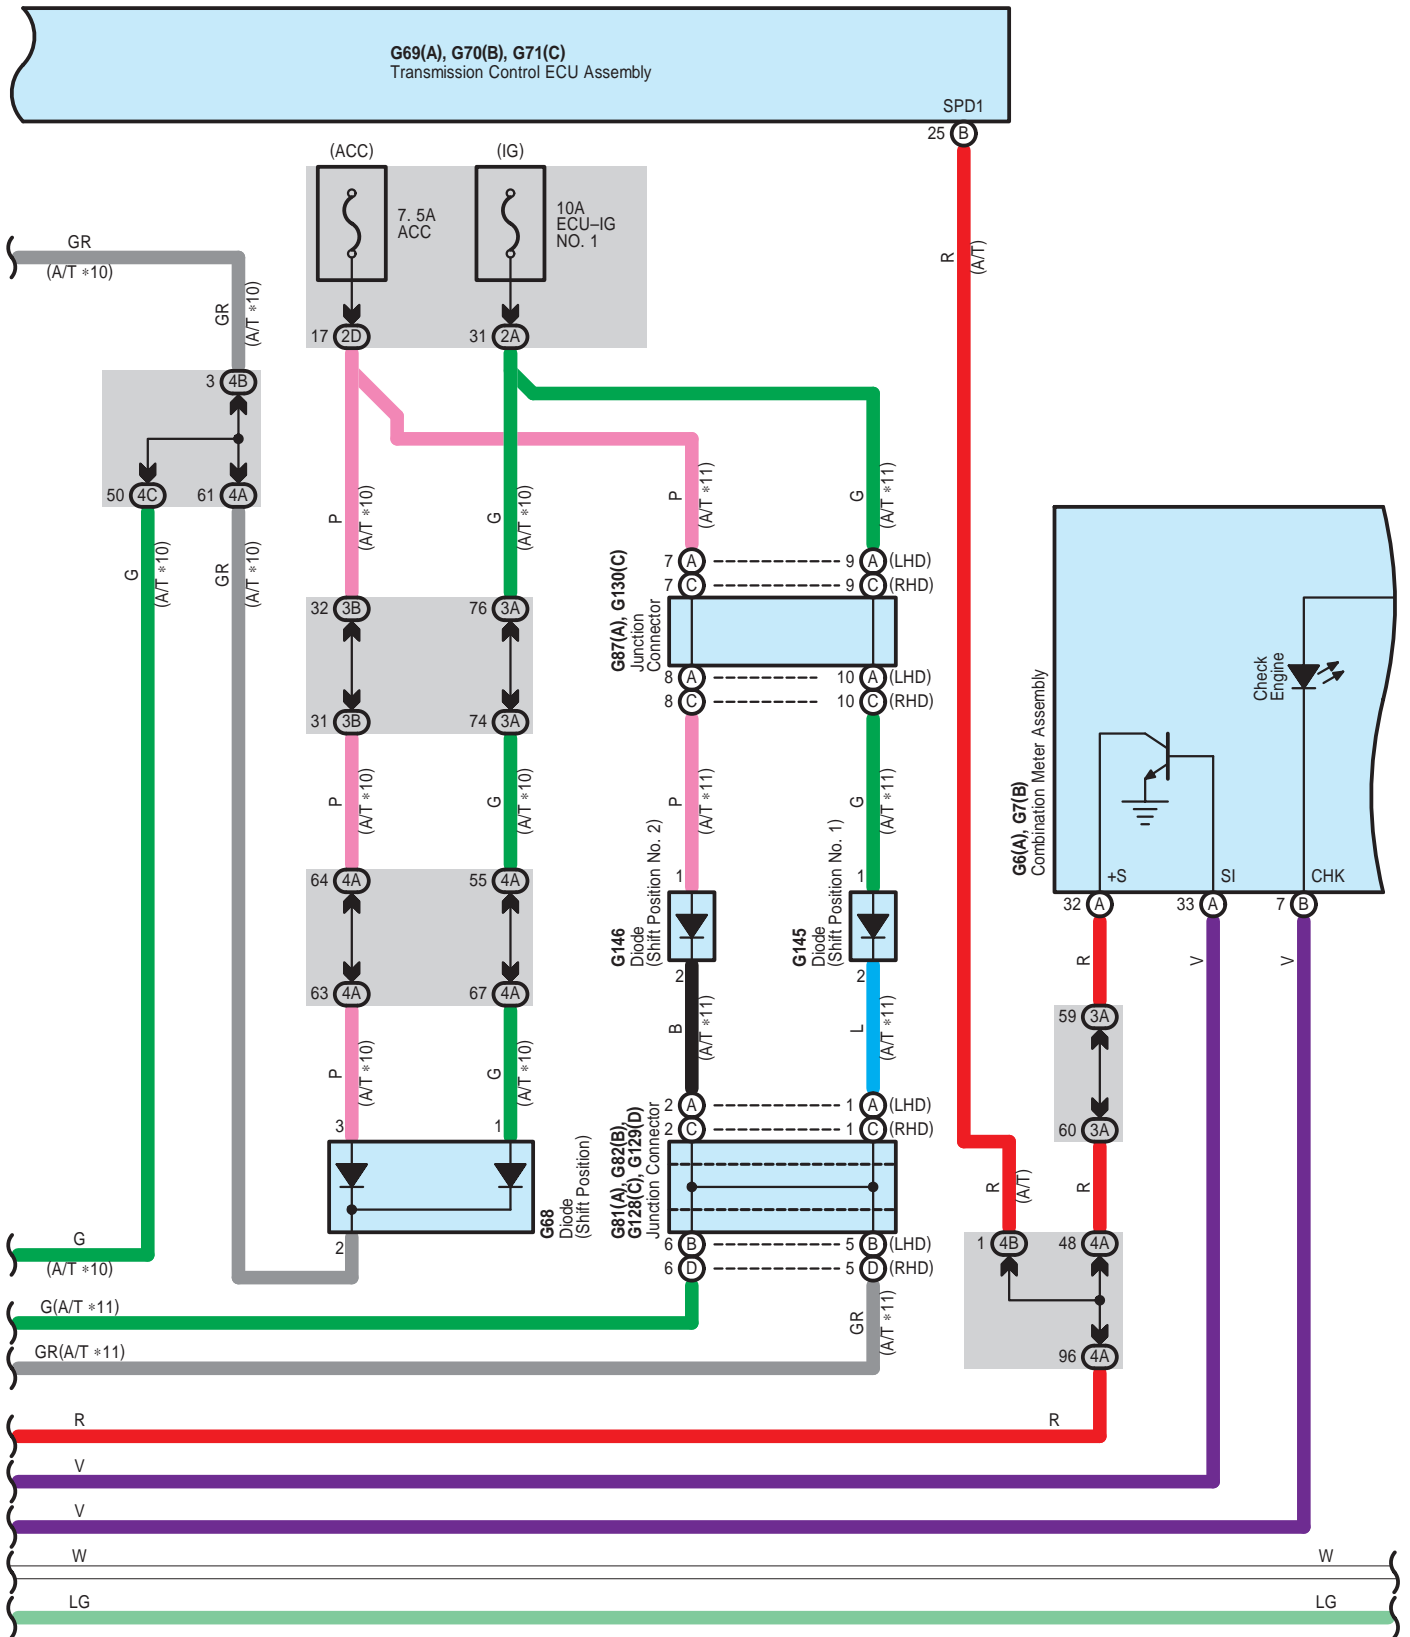 G69(A), G70(B), G71(C)
Transmission Control ECU Assembly
SPD1
25 B
(ACC)
(IG)
7. 5A
ACC
10A
ECU–IG
NO. 1
17 2D
31 2A
GR
(A/T *10)
GR
(A/T *10)
R
(A/T)
3 4B
50 4C
61 4A
G
(A/T *10)
GR
(A/T *10)
P
(A/T *10)
G
(A/T *10)
P
(A/T *11)
G
(A/T *11)
7 A
9 A (LHD)
7 C
9 C (RHD)
G87(A), G130(C)
Junction
Connector
8 A
10 A (LHD)
8 C
10 C (RHD)
32 3B
76 3A
31 3B
74 3A
P
(A/T *10)
G
(A/T *10)
P
(A/T *11)
G
(A/T *11)
64 4A
55 4A
63 4A
67 4A
1
G146
Diode
(Shift Position No. 2)
2
1
G145
Diode
(Shift Position No. 1)
2
B
(A/T *11)
L
(A/T *11)
P
(A/T *10)
G
(A/T *10)
3
1
G68
Diode
(Shift Position)
2
2 A
1 A (LHD)
2 C
1 C (RHD)
G81(A), G82(B),
G128(C), G129(D)
Junction Connector
6 B
5 B (LHD)
6 D
5 D (RHD)
GR
(A/T *11)
Check
Engine
G6(A), G7(B)
Combination Meter Assembly
+S
SI
CHK
32 A
33 A
7 B
R
V
V
59 3A
60 3A
R
(A/T)
R
1 4B
48 4A
96 4A
G
(A/T *10)
G(A/T *11)
GR(A/T *11)
R
R
V
V
W
W
LG
LG